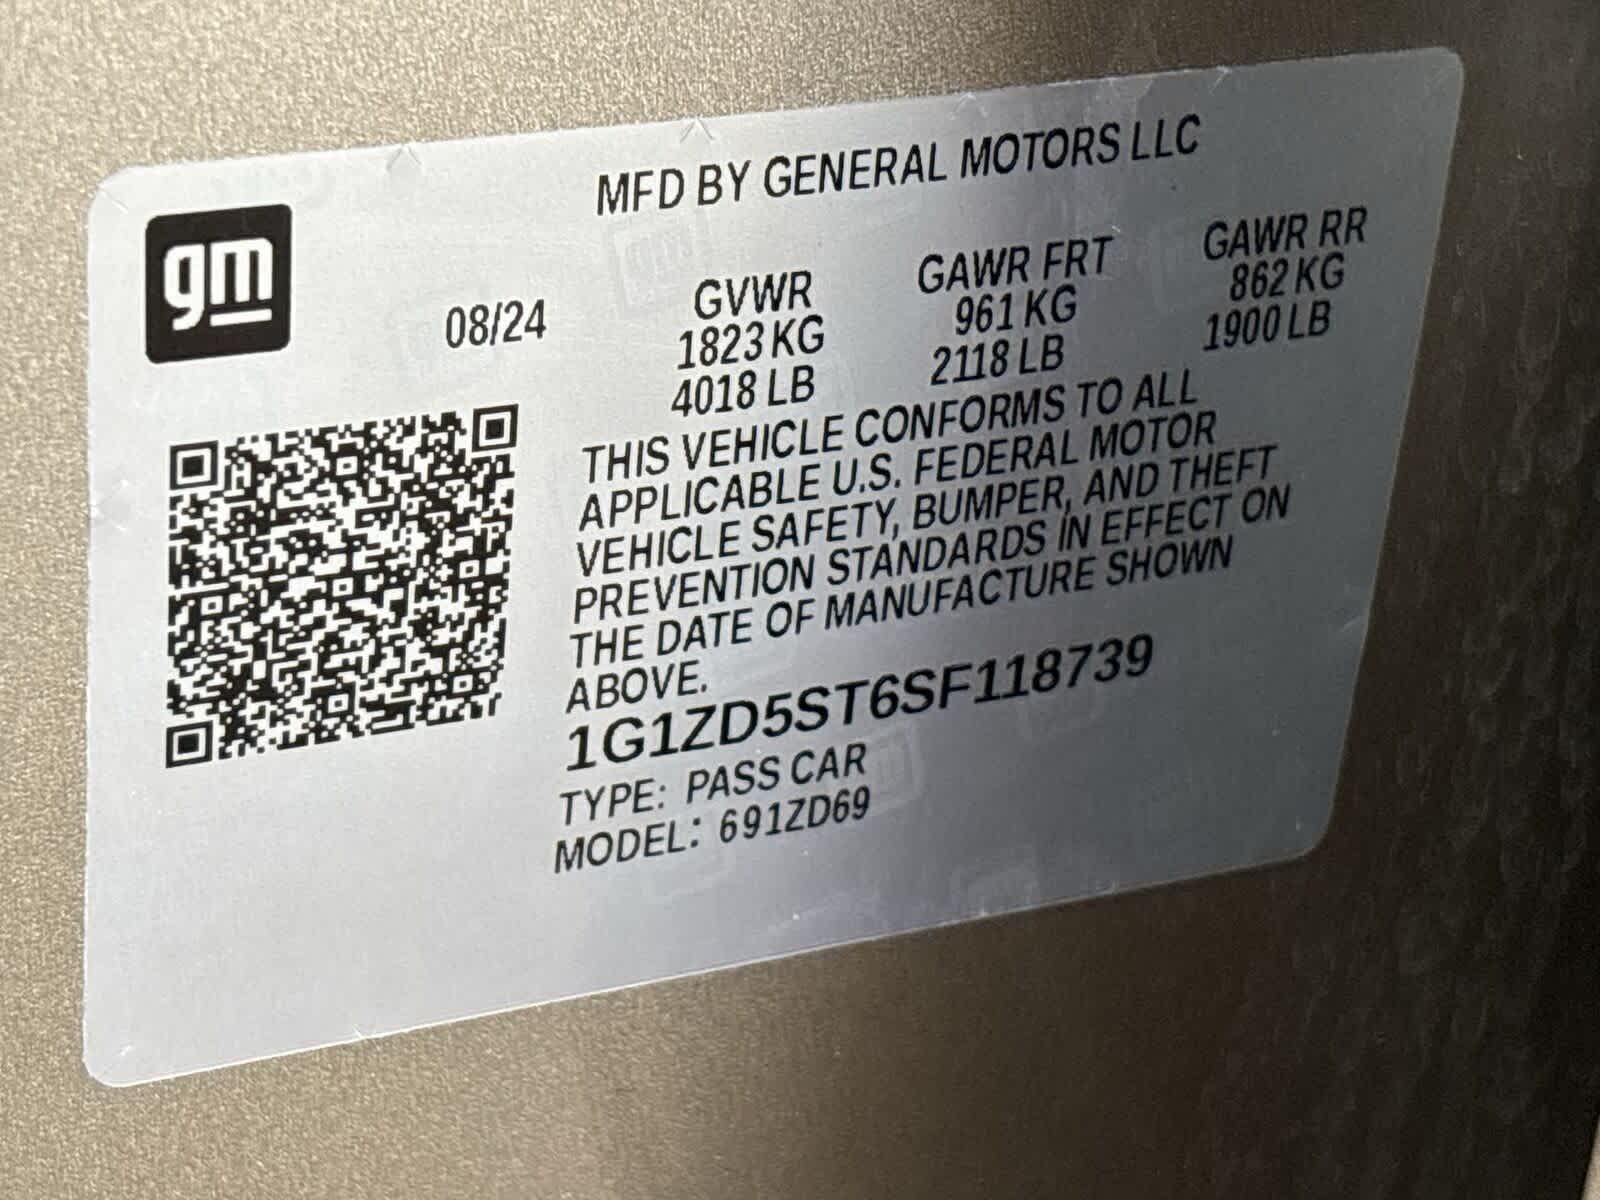 MFD BY GENERAL MOTORS LLC
gm
08/24
GVWR
1823 KG
4018 LB
GAWR FRT
961 KG
2118 LB
GAWR RR
862 KG
1900 LB
THIS VEHICLE CONFORMS TO ALL
APPLICABLE U.S. FEDERAL MOTOR
VEHICLE SAFETY, BUMPER, AND THEFT
PREVENTION STANDARDS IN EFFECT ON
THE DATE OF MANUFACTURE SHOWN
ABOVE.
1G1ZD5ST6SF118739
TYPE: PASS CAR
MODEL: 691ZD69